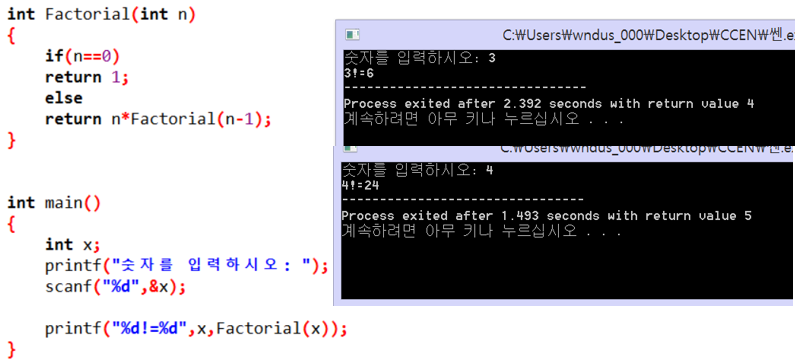 int Factorial(int n)
{
if(n==0)
return 1;
else
return n*Factorial(n-1);
}
int main()
{
int x;
printf("숫자를 입력하시오: ");
scanf("%d",&x);
printf("%d!=%d",x,Factorial(x));
}
C:₩Users₩wndus_000₩Desktop₩CCEN₩쎈.e
숫자를 입력하시오: 3
3!=6
--------------------------------
Process exited after 2.392 seconds with return value 4
계속하려면 아무 키나 누르십시오 . . .
C:₩Users₩wndus_000₩Desktop₩CCEN₩쎈.e
숫자를 입력하시오: 4
4!=24
--------------------------------
Process exited after 1.493 seconds with return value 5
계속하려면 아무 키나 누르십시오 . . .